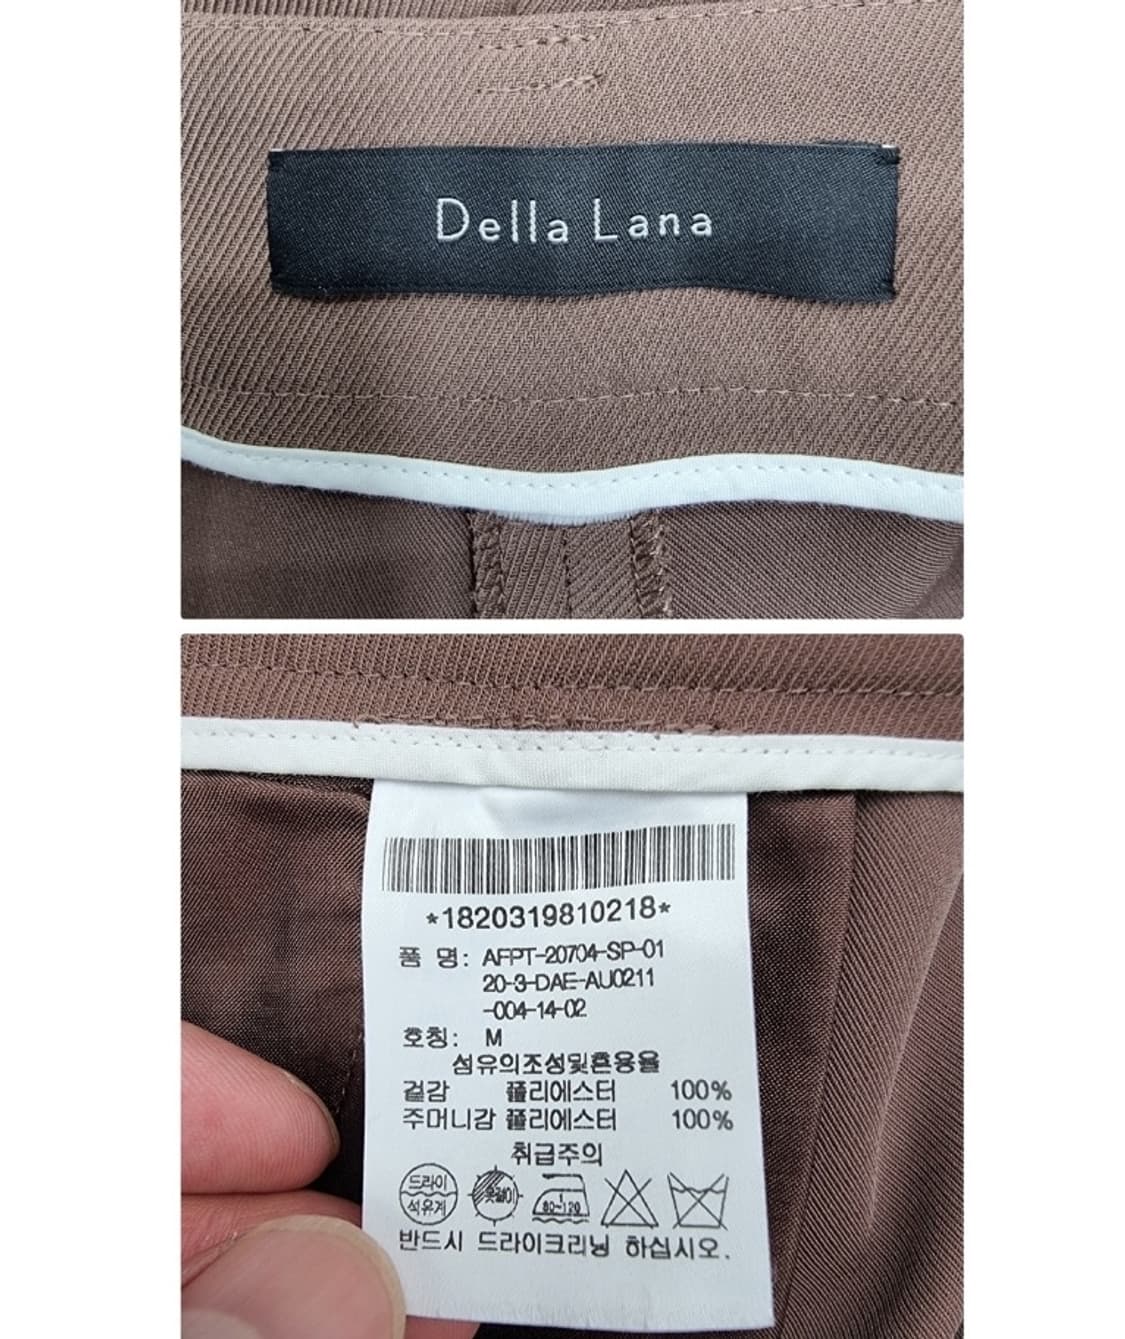 Della Lana
*1820319810218*
품 명: AFPT-20704-SP-01
20-3-DAE-AU0211
-004-14-02
호칭: M
섬유의조성및혼용율
겉감 폴리에스터 100%
주머니감 폴리에스터 100%
취급주의
드라이
석유계
옷걸이
80~120
반드시 드라이크리닝 하십시오.